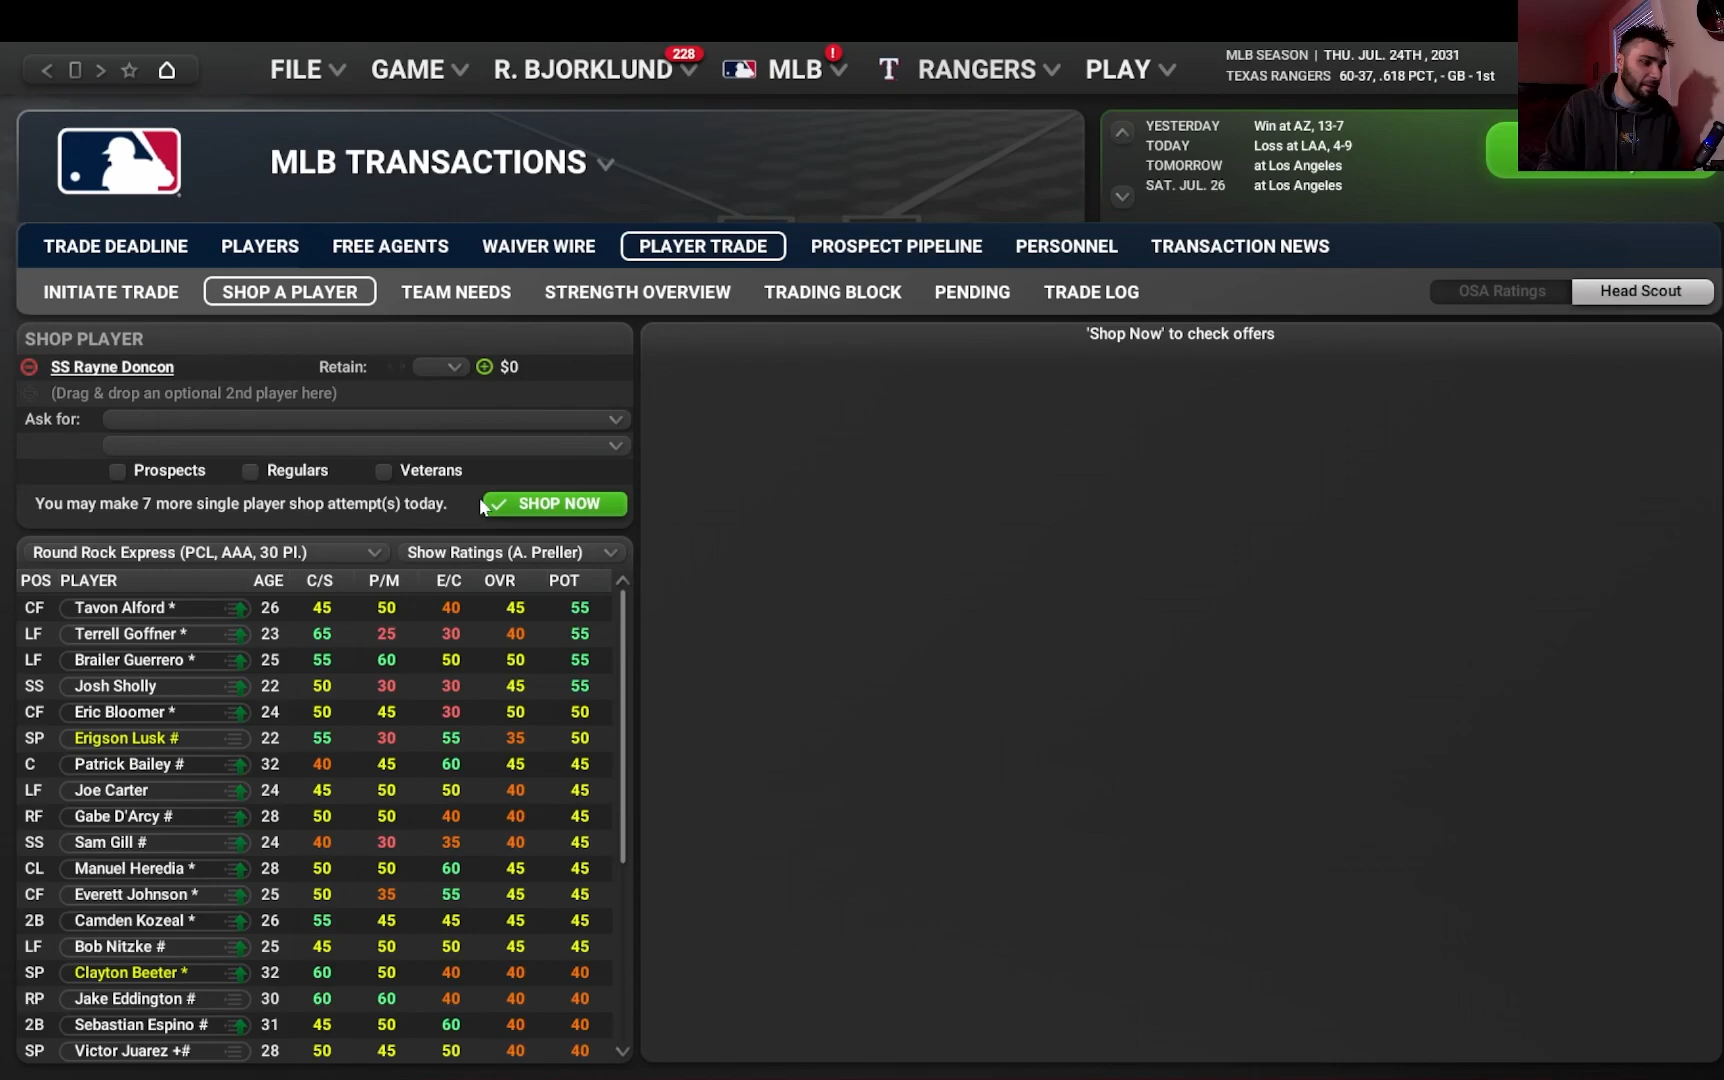 FILE GAME R. BJORKLUND 228 MLB ! T RANGERS PLAY
MLB SEASON | THU. JUL. 24TH , 2031
TEXAS RANGERS 60-37, .618 PCT, - GB - 1st
MLB TRANSACTIONS
YESTERDAY Win at AZ, 13-7
TODAY Loss at LAA, 4-9
TOMORROW at Los Angeles
SAT. JUL. 26 at Los Angeles
TRADE DEADLINE PLAYERS FREE AGENTS WAIVER WIRE PLAYER TRADE PROSPECT PIPELINE PERSONNEL TRANSACTION NEWS
INITIATE TRADE SHOP A PLAYER TEAM NEEDS STRENGTH OVERVIEW TRADING BLOCK PENDING TRADE LOG OSA Ratings Head Scout
SHOP PLAYER
SS Rayne Doncon Retain: $0
(Drag & drop an optional 2nd player here)
Ask for:
Prospects Regulars Veterans
You may make 7 more single player shop attempt(s) today. SHOP NOW
'Shop Now' to check offers
Round Rock Express (PCL, AAA, 30 Pl.) Show Ratings (A. Preller)
POS PLAYER AGE C/S P/M E/C OVR POT
CF Tavon Alford * 26 45 50 40 45 55
LF Terrell Goffner * 23 65 25 30 40 55
LF Brailer Guerrero * 25 55 60 50 50 55
SS Josh Sholly 22 50 30 30 45 55
CF Eric Bloomer * 24 50 45 30 50 50
SP Erigson Lusk # 22 55 30 55 35 50
C Patrick Bailey # 32 40 45 60 45 45
LF Joe Carter 24 45 50 50 40 45
RF Gabe D'Arcy # 28 50 50 40 40 45
SS Sam Gill # 24 40 30 35 40 45
CL Manuel Heredia * 28 50 50 60 45 45
CF Everett Johnson * 25 50 35 55 45 45
2B Camden Kozeal * 26 55 45 45 45 45
LF Bob Nitzke # 25 45 50 50 45 45
SP Clayton Beeter * 32 60 50 40 40 40
RP Jake Eddington # 30 60 60 40 40 40
2B Sebastian Espino # 31 45 50 60 40 40
SP Victor Juarez +# 28 50 45 50 40 40